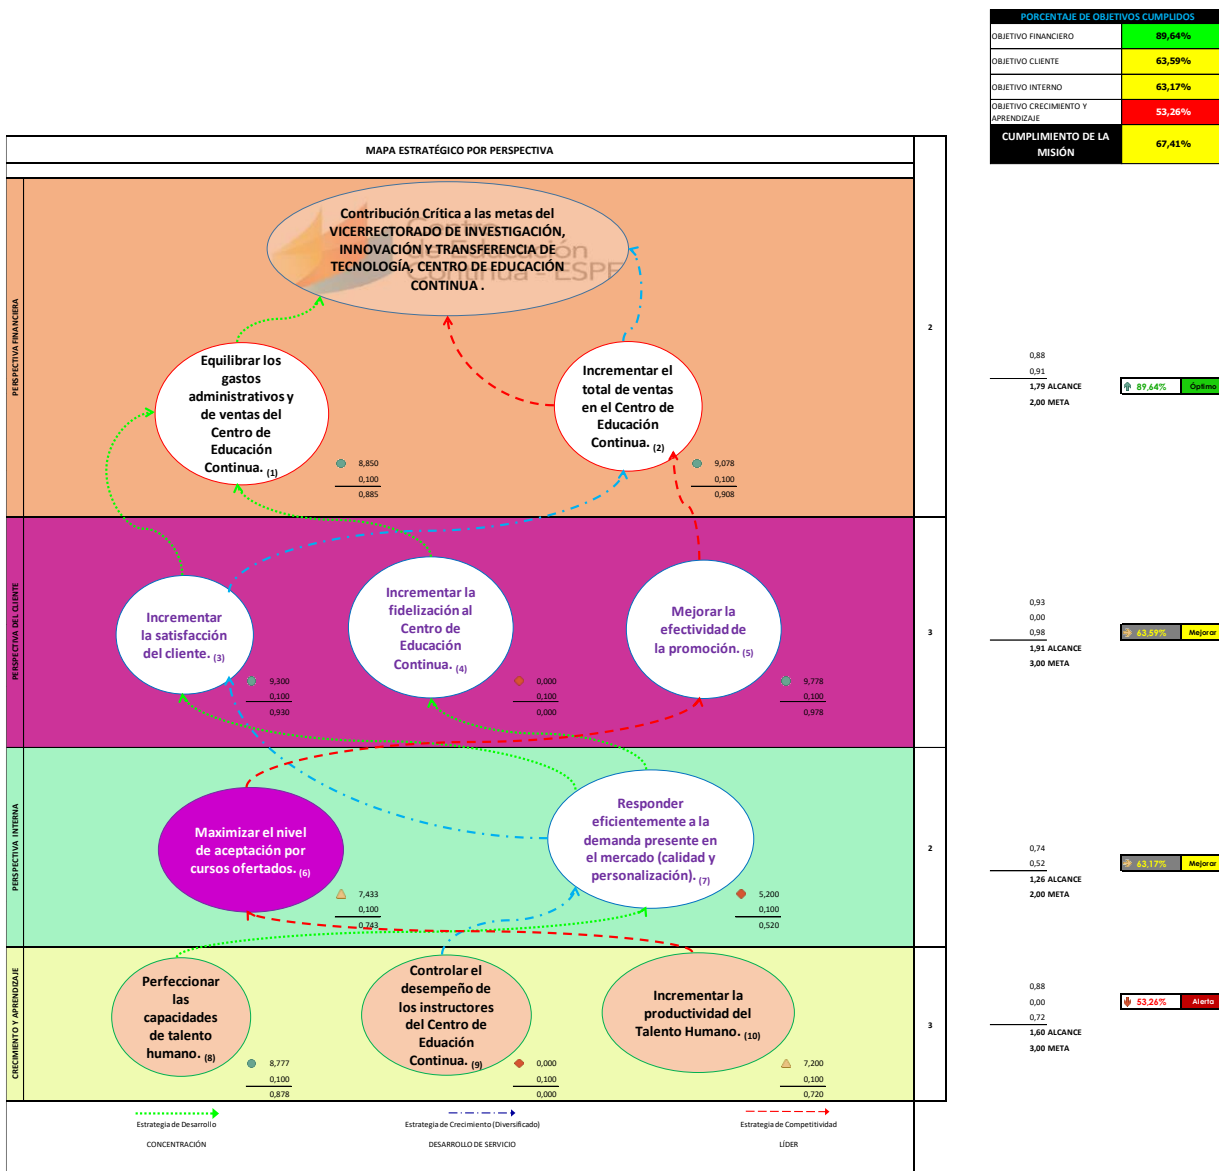 PORCENTAJE DE OBJETIVOS CUMPLIDOS
OBJETIVO FINANCIERO 89,64%
OBJETIVO CLIENTE 63,59%
OBJETIVO INTERNO 63,17%
OBJETIVO CRECIMIENTO Y
APRENDIZAJE
53,26%
CUMPLIMIENTO DE LA
MISIÓN
67,41%
MAPA ESTRATÉGICO POR PERSPECTIVA
PERSPECTIVA FINANCIERA
Centro
de Educación
Continua - ESPE
Contribución Crítica a las metas del
VICERRECTORADO DE INVESTIGACIÓN,
INNOVACIÓN Y TRANSFERENCIA DE
TECNOLOGÍA, CENTRO DE EDUCACIÓN
CONTINUA .
Equilibrar los
gastos
administrativos y
de ventas del
Centro de
Educación
Continua. (1)
8,850
0,100
0,885
Incrementar el
total de ventas
en el Centro de
Educación
Continua. (2)
9,078
0,100
0,908
2
0,88
0,91
1,79 ALCANCE
2,00 META
89,64% Óptimo
PERSPECTIVA DEL CLIENTE
Incrementar
la satisfacción
del cliente. (3)
9,300
0,100
0,930
Incrementar la
fidelización al
Centro de
Educación
Continua. (4)
0,000
0,100
0,000
Mejorar la
efectividad de
la promoción. (5)
9,778
0,100
0,978
3
0,93
0,00
0,98
1,91 ALCANCE
3,00 META
63,59% Mejorar
PERSPECTIVA INTERNA
Maximizar el nivel
de aceptación por
cursos ofertados. (6)
7,433
0,100
0,743
Responder
eficientemente a la
demanda presente en
el mercado (calidad y
personalización). (7)
5,200
0,100
0,520
2
0,74
0,52
1,26 ALCANCE
2,00 META
63,17% Mejorar
CRECIMIENTO Y APRENDIZAJE
Perfeccionar
las
capacidades
de talento
humano. (8)
8,777
0,100
0,878
Controlar el
desempeño de
los instructores
del Centro de
Eduación
Continua. (9)
0,000
0,100
0,000
Incrementar la
productividad del
Talento Humano. (10)
7,200
0,100
0,720
3
0,88
0,00
0,72
1,60 ALCANCE
3,00 META
53,26% Alerta
Estrategia de Desarrollo
CONCENTRACIÓN
Estrategia de Crecimiento (Diversificado)
DESARROLLO DE SERVICIO
Estrategia de Competitividad
LÍDER